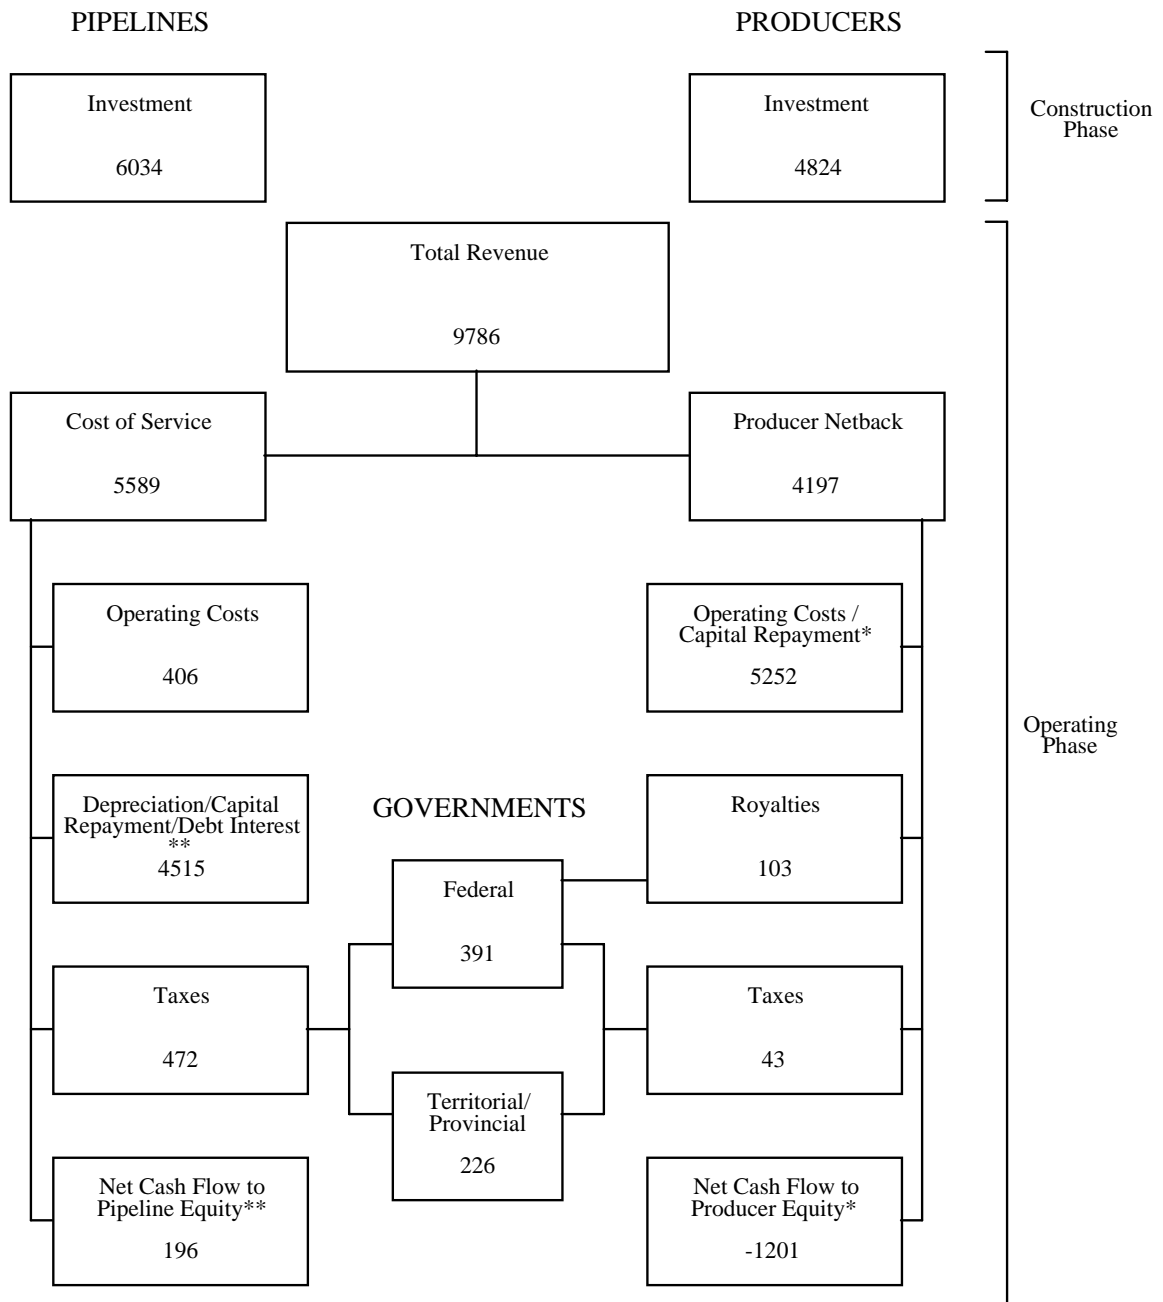 PIPELINES
PRODUCERS
Investment
6034
Investment
4824
Construction
Phase
Total Revenue
9786
Cost of Service
5589
Producer Netback
4197
Operating Costs
406
Operating Costs /
Capital Repayment*
5252
Operating
Phase
Depreciation/Capital
Repayment/Debt Interest
**
4515
GOVERNMENTS
Royalties
103
Federal
391
Taxes
472
Taxes
43
Territorial/
Provincial
226
Net Cash Flow to
Pipeline Equity**
196
Net Cash Flow to
Producer Equity*
-1201